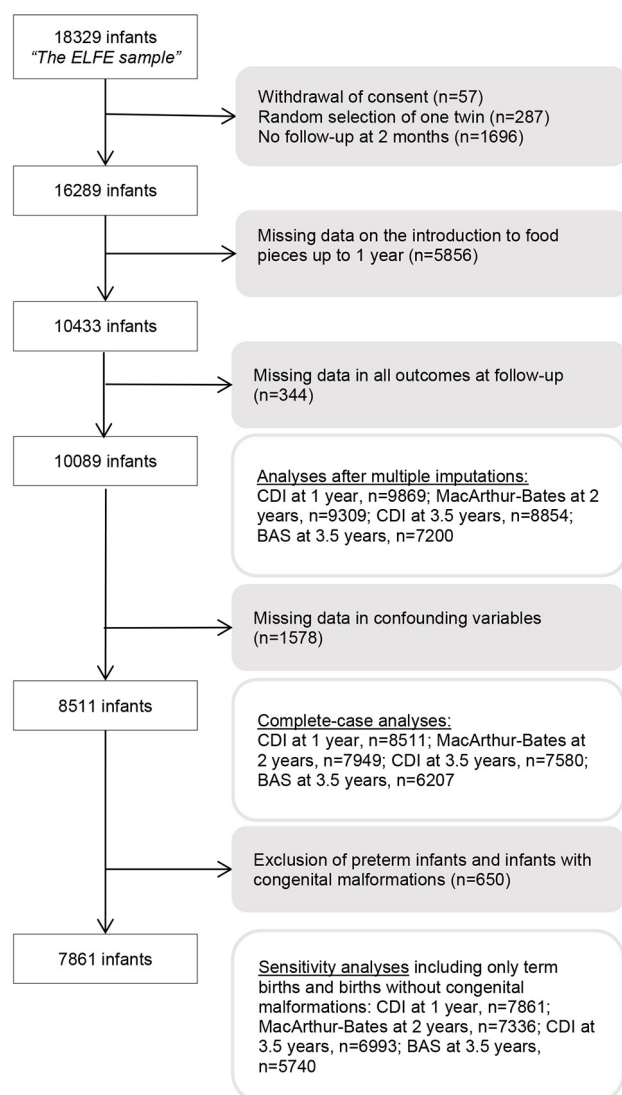 18329 infants
“The ELFE sample”
Withdrawal of consent (n=57)
Random selection of one twin (n=287)
No follow-up at 2 months (n=1696)
16289 infants
Missing data on the introduction to food
pieces up to 1 year (n=5856)
10433 infants
Missing data in all outcomes at follow-up
(n=344)
10089 infants
Analyses after multiple imputations:
CDI at 1 year, n=9869; MacArthur-Bates at 2
years, n=9309; CDI at 3.5 years, n=8854;
BAS at 3.5 years, n=7200
Missing data in confounding variables
(n=1578)
8511 infants
Complete-case analyses:
CDI at 1 year, n=8511; MacArthur-Bates at
2 years, n=7949; CDI at 3.5 years, n=7580;
BAS at 3.5 years, n=6207
Exclusion of preterm infants and infants with
congenital malformations (n=650)
7861 infants
Sensitivity analyses including only term
births and births without congenital
malformations: CDI at 1 year, n=7861;
MacArthur-Bates at 2 years, n=7336; CDI at
3.5 years, n=6993; BAS at 3.5 years,
n=5740